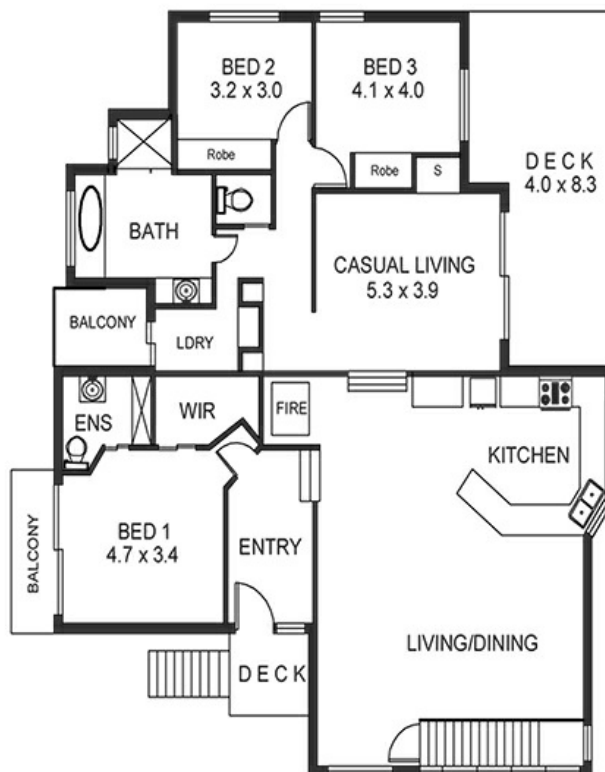 BED 2
3.2 x 3.0
BED 3
4.1 x 4.0
Robe
Robe
S
DECK
4.0 x 8.3
BATH
CASUAL LIVING
5.3 x 3.9
BALCONY
LDRY
ENS
WIR
FIRE
KITCHEN
BED 1
4.7 x 3.4
ENTRY
BALCONY
LIVING/DINING
DECK